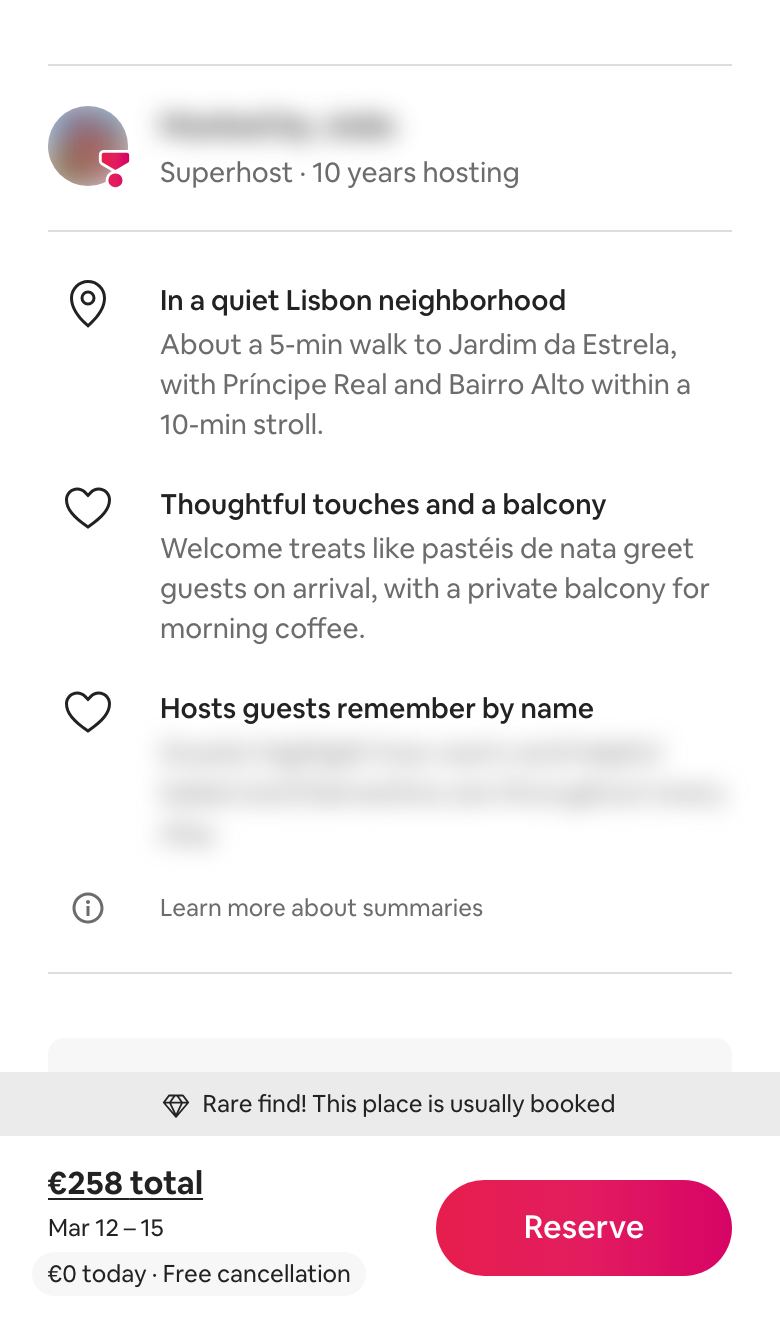 Superhost · 10 years hosting
In a quiet Lisbon neighborhood
About a 5-min walk to Jardim da Estrela,
with Príncipe Real and Bairro Alto within a
10-min stroll.
Thoughtful touches and a balcony
Welcome treats like pastéis de nata greet
guests on arrival, with a private balcony for
morning coffee.
Hosts guests remember by name
Learn more about summaries
Rare find! This place is usually booked
€258 total
Mar 12 – 15
€0 today · Free cancellation
Reserve